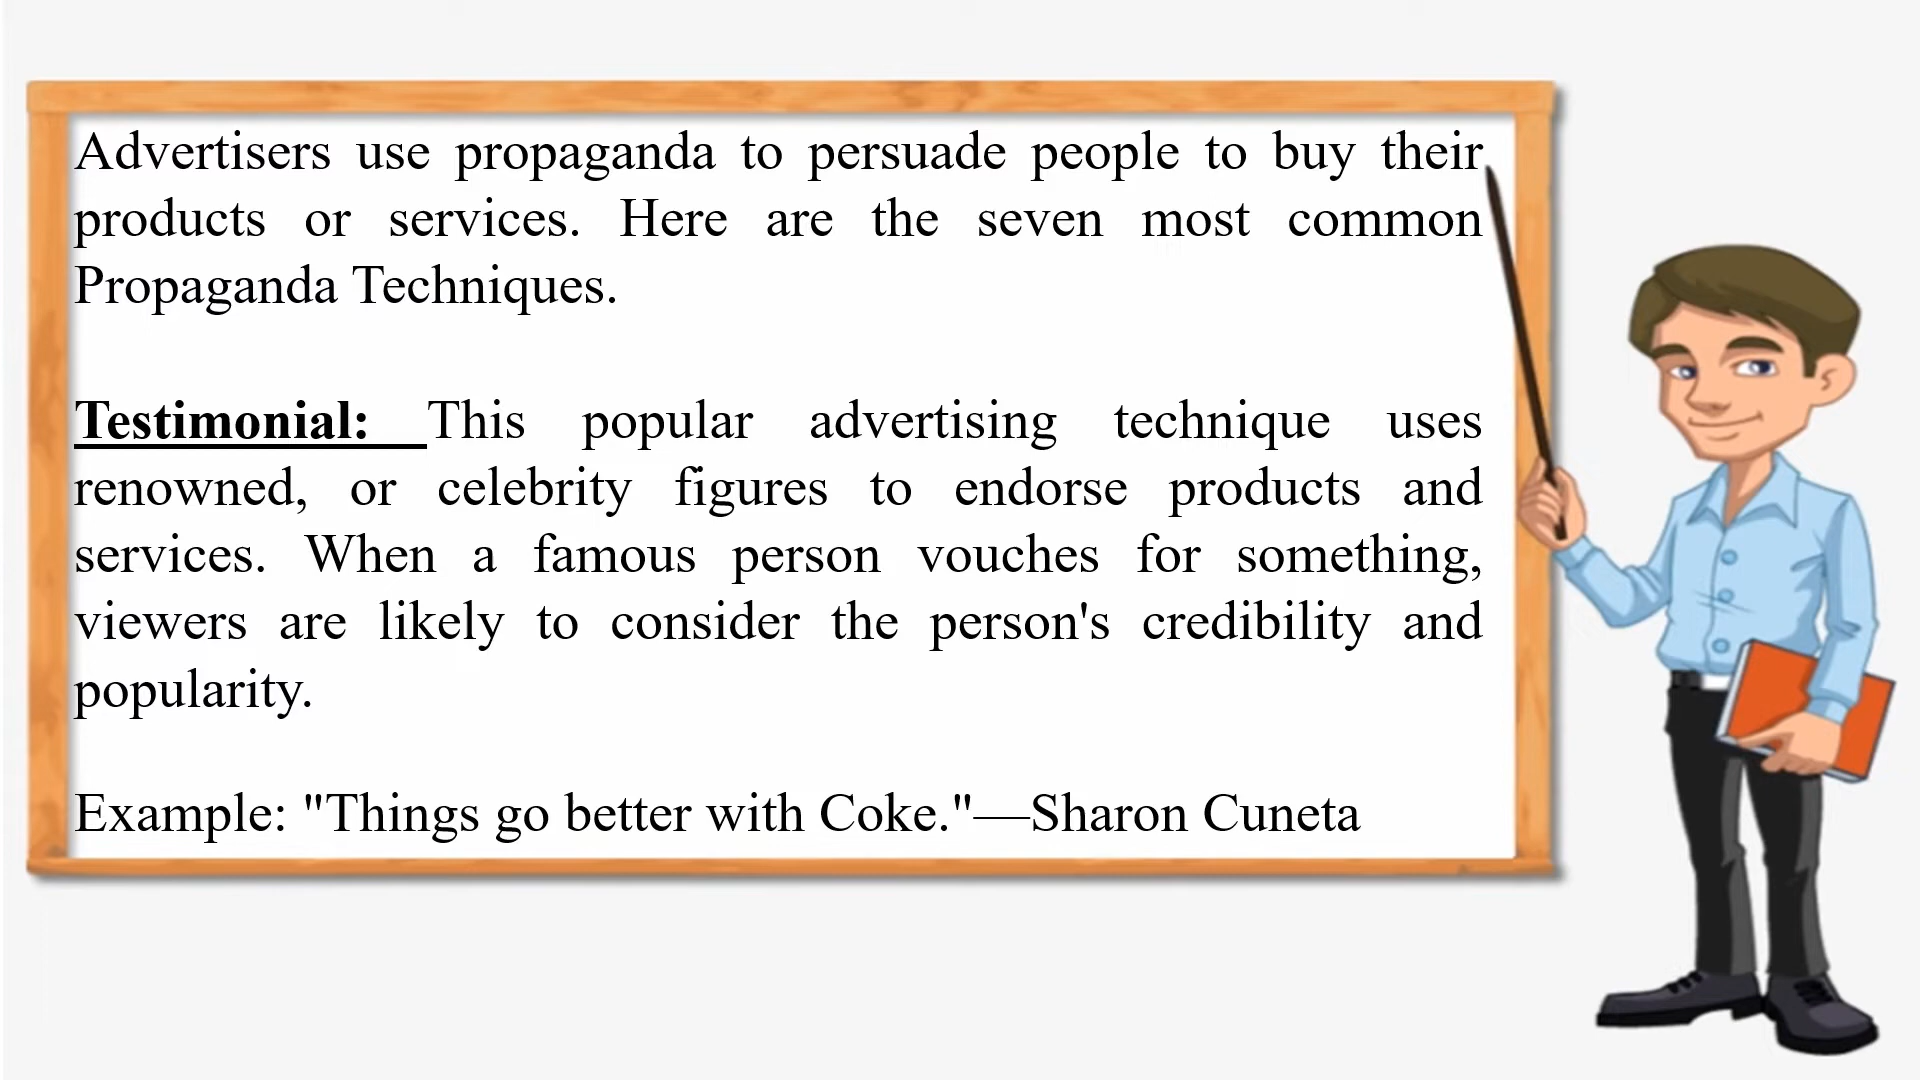 Advertisers use propaganda to persuade people to buy their
products or services. Here are the seven most common
Propaganda Techniques.
Testimonial: This popular advertising technique uses
renowned, or celebrity figures to endorse products and
services. When a famous person vouches for something,
viewers are likely to consider the person's credibility and
popularity.
Example: "Things go better with Coke."—Sharon Cuneta